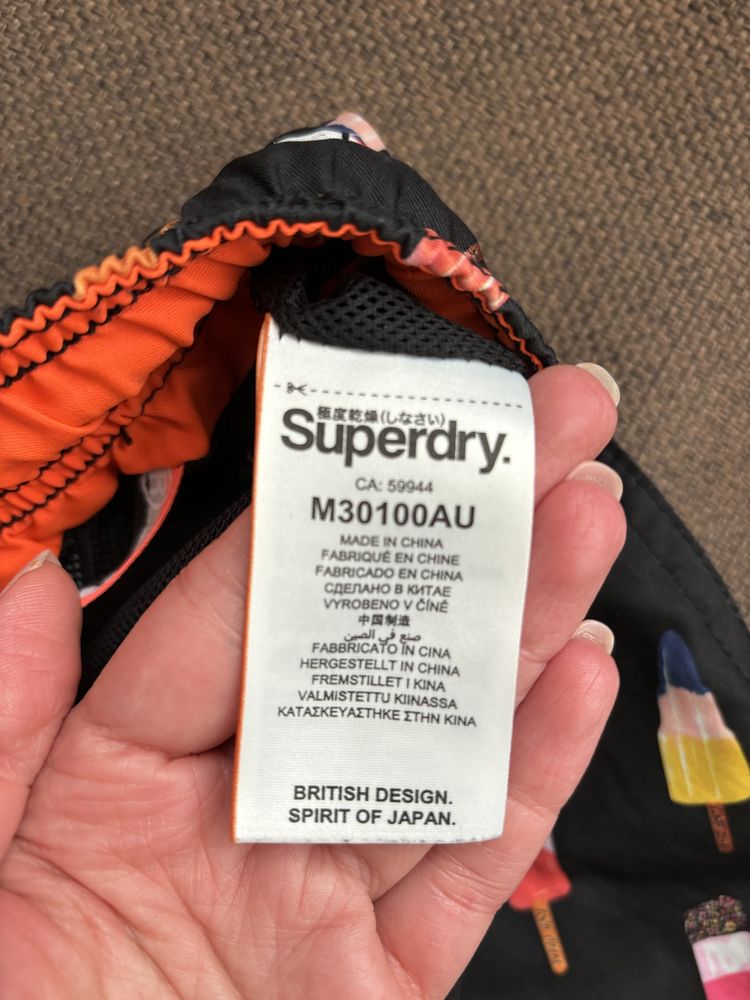 極度乾燥(しなさい)
Superdry.
CA: 59944
M30100AU
MADE IN CHINA
FABRIQUÉ EN CHINE
FABRICADO EN CHINA
СДЕЛАНО В КИТАЕ
VYROBENO V ČÍNĚ
中国制造
صنع في الصين
FABBRICATO IN CINA
HERGESTELLT IN CHINA
FREMSTILLET I KINA
VALMISTETTU KIINASSA
ΚΑΤΑΣΚΕΥΑΣΤΗΚΕ ΣΤΗΝ ΚΙΝΑ
BRITISH DESIGN.
SPIRIT OF JAPAN.